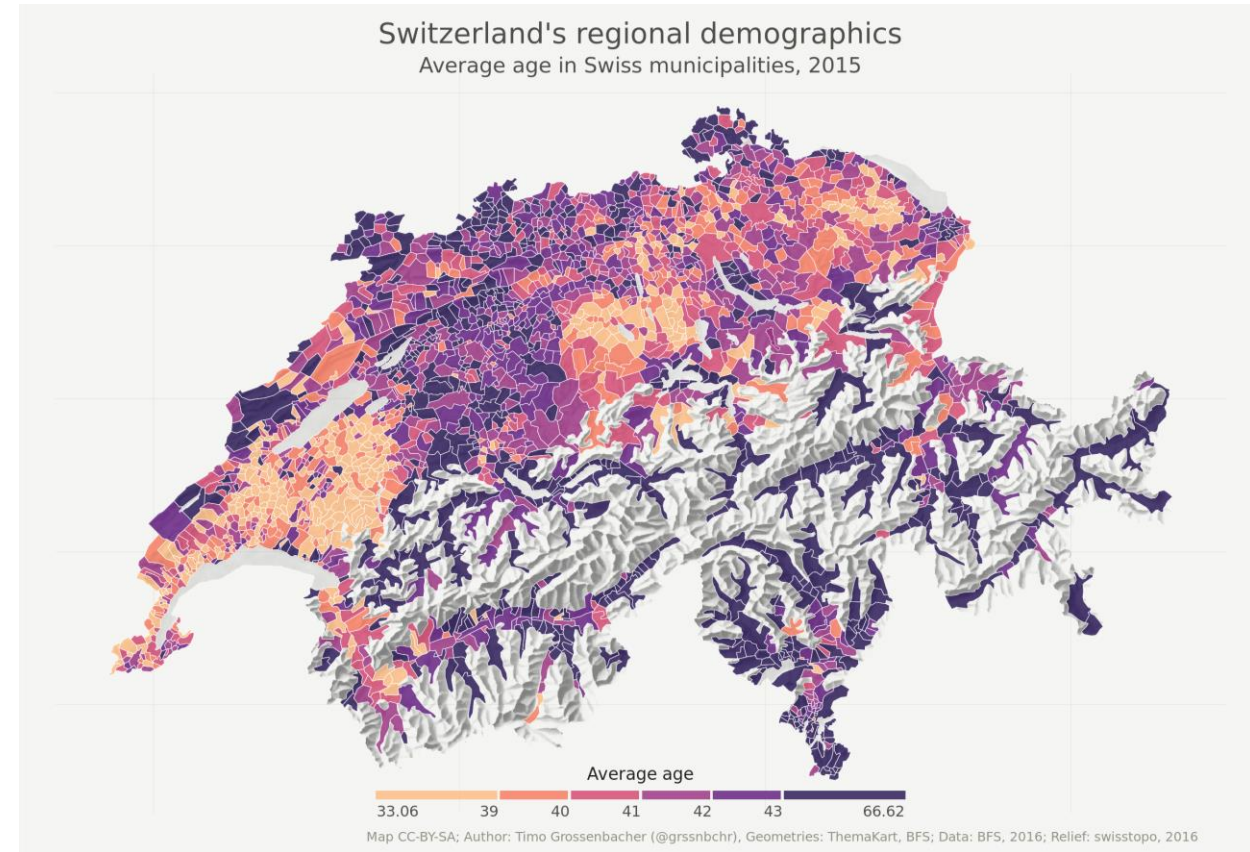 Switzerland's regional demographics
Average age in Swiss municipalities, 2015
Average age
33.06 39 40 41 42 43 66.62
Map CC-BY-SA; Author: Timo Grossenbacher (@grssnbchr), Geometries: ThemaKart, BFS; Data: BFS, 2016; Relief: swisstopo, 2016